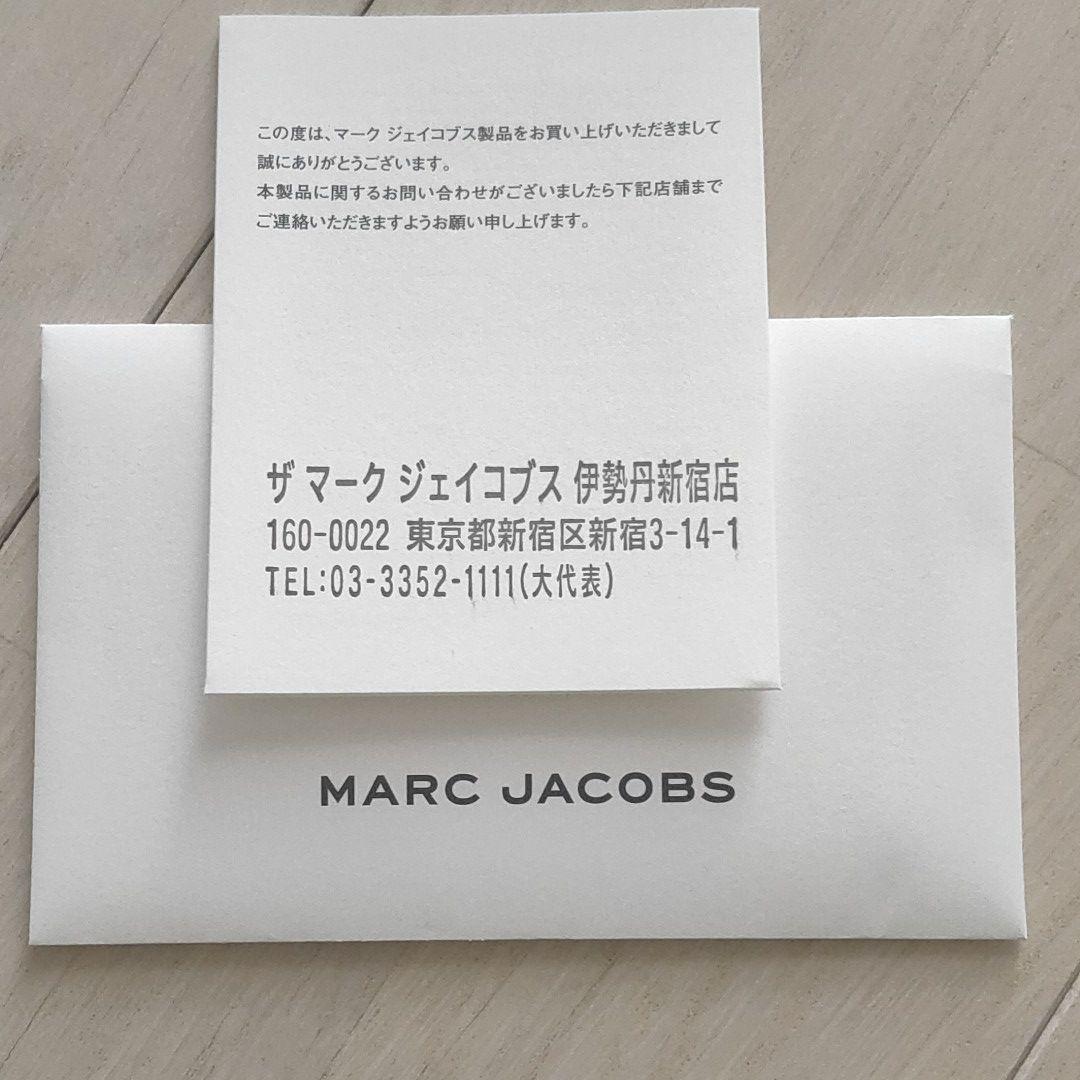 この度は、マーク ジェイコブス製品をお買い上げいただきまして
誠にありがとうございます。
本製品に関するお問い合わせがございましたら下記店舗まで
ご連絡いただきますようお願い申し上げます。
ザ マーク ジェイコブス 伊勢丹新宿店
160-0022 東京都新宿区新宿3-14-1
TEL:03-3352-1111(大代表)
MARC JACOBS